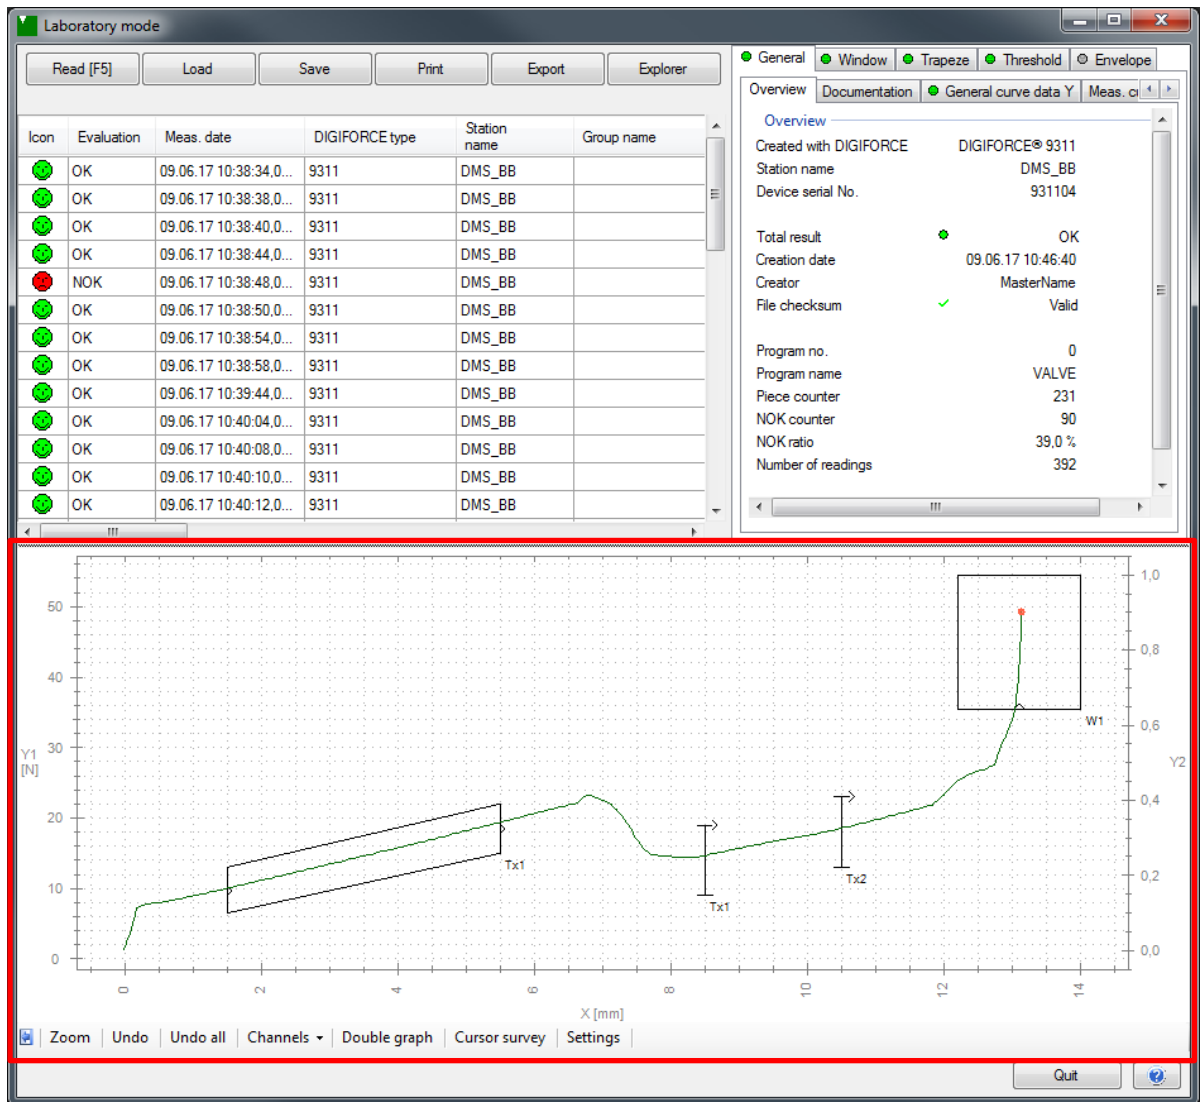 Laboratory mode
Read [F5] Load Save Print Export Explorer
Icon Evaluation Meas. date DIGIFORCE type Station name Group name
OK 09.06.17 10:38:34,0... 9311 DMS_BB
OK 09.06.17 10:38:38,0... 9311 DMS_BB
OK 09.06.17 10:38:40,0... 9311 DMS_BB
OK 09.06.17 10:38:44,0... 9311 DMS_BB
NOK 09.06.17 10:38:48,0... 9311 DMS_BB
OK 09.06.17 10:38:50,0... 9311 DMS_BB
OK 09.06.17 10:38:54,0... 9311 DMS_BB
OK 09.06.17 10:38:58,0... 9311 DMS_BB
OK 09.06.17 10:39:44,0... 9311 DMS_BB
OK 09.06.17 10:40:04,0... 9311 DMS_BB
OK 09.06.17 10:40:08,0... 9311 DMS_BB
OK 09.06.17 10:40:10,0... 9311 DMS_BB
OK 09.06.17 10:40:12,0... 9311 DMS_BB
General Window Trapeze Threshold Envelope
Overview Documentation General curve data Y Meas.
Overview
Created with DIGIFORCE DIGIFORCE® 9311
Station name DMS_BB
Device serial No. 931104
Total result OK
Creation date 09.06.17 10:46:40
Creator MasterName
File checksum Valid
Program no. 0
Program name VALVE
Piece counter 231
NOK counter 90
NOK ratio 39,0 %
Number of readings 392
Y1
[N]
50
40
30
20
10
0
Tx1
Tx1
Tx2
W1
1,0
0,8
0,6
0,4
0,2
0,0
Y2
0 2 4 6 8 10 12 14
X [mm]
Zoom Undo Undo all Channels Double graph Cursor survey Settings
Quit ?